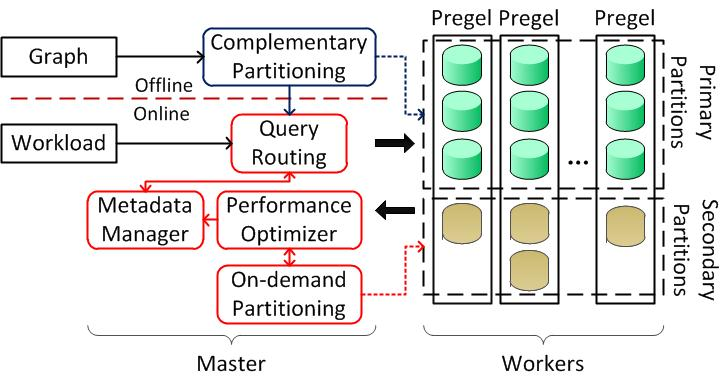 Pregel Pregel Pregel
Graph
Complementary
Partitioning
Offline
Online
Workload
Query
Routing
Metadata
Manager
Performance
Optimizer
On-demand
Partitioning
...
Primary
Partitions
Secondary
Partitions
Master
Workers